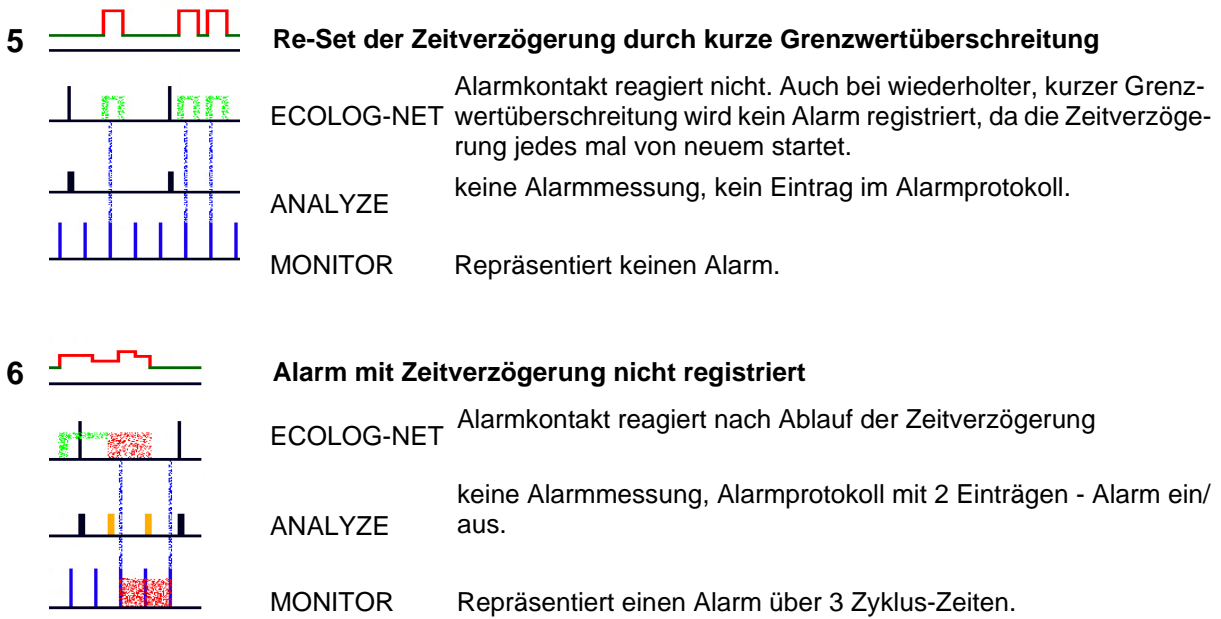 5 Re-Set der Zeitverzögerung durch kurze Grenzwertüberschreitung
ECOLOG-NET Alarmkontakt reagiert nicht. Auch bei wiederholter, kurzer Grenz-
wertüberschreitung wird kein Alarm registriert, da die Zeitverzöge-
rung jedes mal von neuem startet.
ANALYZE keine Alarmmessung, kein Eintrag im Alarmprotokoll.
MONITOR Repräsentiert keinen Alarm.
6 Alarm mit Zeitverzögerung nicht registriert
ECOLOG-NET Alarmkontakt reagiert nach Ablauf der Zeitverzögerung
ANALYZE keine Alarmmessung, Alarmprotokoll mit 2 Einträgen - Alarm ein/
aus.
MONITOR Repräsentiert einen Alarm über 3 Zyklus-Zeiten.